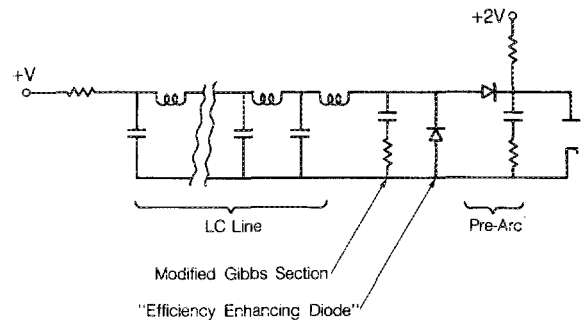 +2V
+V
LC Line
Pre-Arc
Modified Gibbs Section
"Efficiency Enhancing Diode"